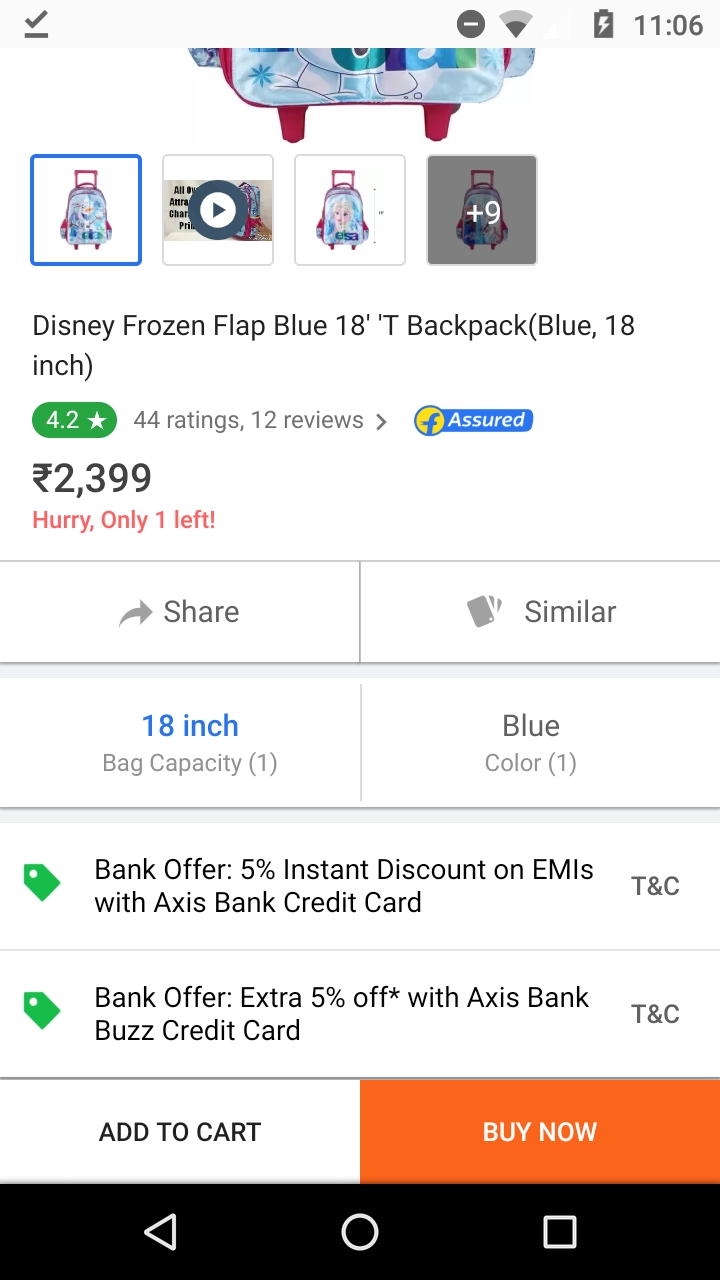 11:06
All
Attra
Char
Pri
elsa
+9
Disney Frozen Flap Blue 18' 'T Backpack(Blue, 18
inch)
4.2 ★ 44 ratings, 12 reviews
Assured
₹2,399
Hurry, Only 1 left!
Share
Similar
18 inch
Bag Capacity (1)
Blue
Color (1)
Bank Offer: 5% Instant Discount on EMIs
with Axis Bank Credit Card
T&C
Bank Offer: Extra 5% off* with Axis Bank
Buzz Credit Card
T&C
ADD TO CART
BUY NOW